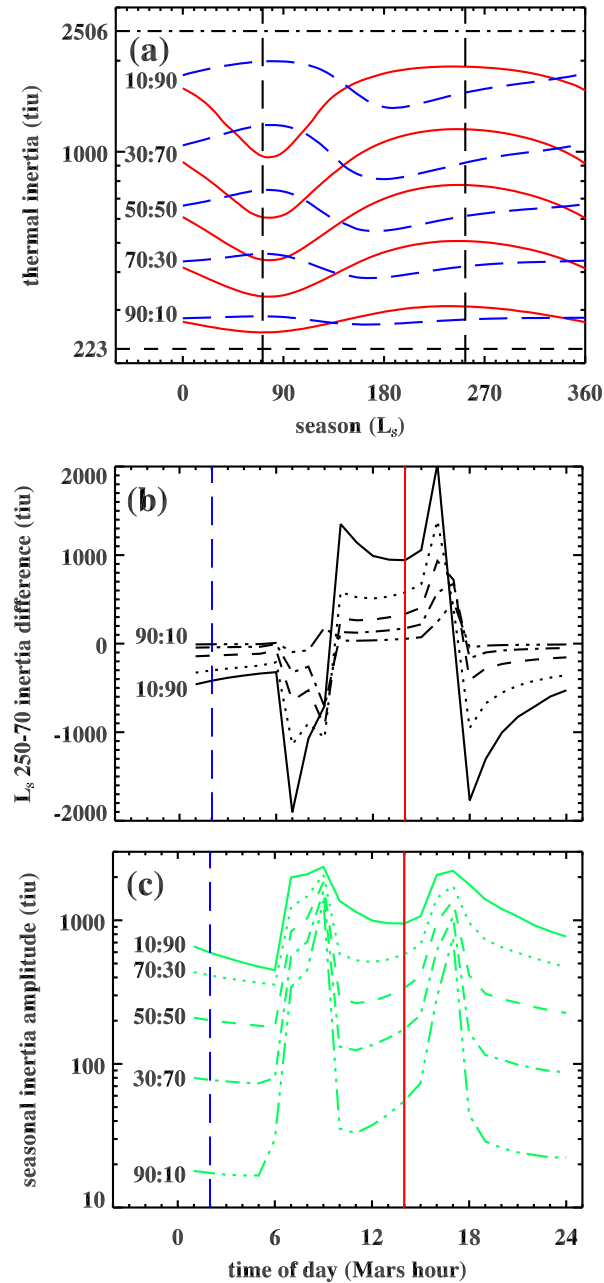 2506
(a)
10:90
30:70
1000
50:50
70:30
90:10
223
thermal inertia (tiu)
0 90 180 270 360
season (Ls)
2000
(b)
1000
90:10
0
10:90
-1000
-2000
Ls 250-70 inertia difference (tiu)
(c)
1000
10:90
70:30
50:50
100
30:70
90:10
10
seasonal inertia amplitude (tiu)
0 6 12 18 24
time of day (Mars hour)